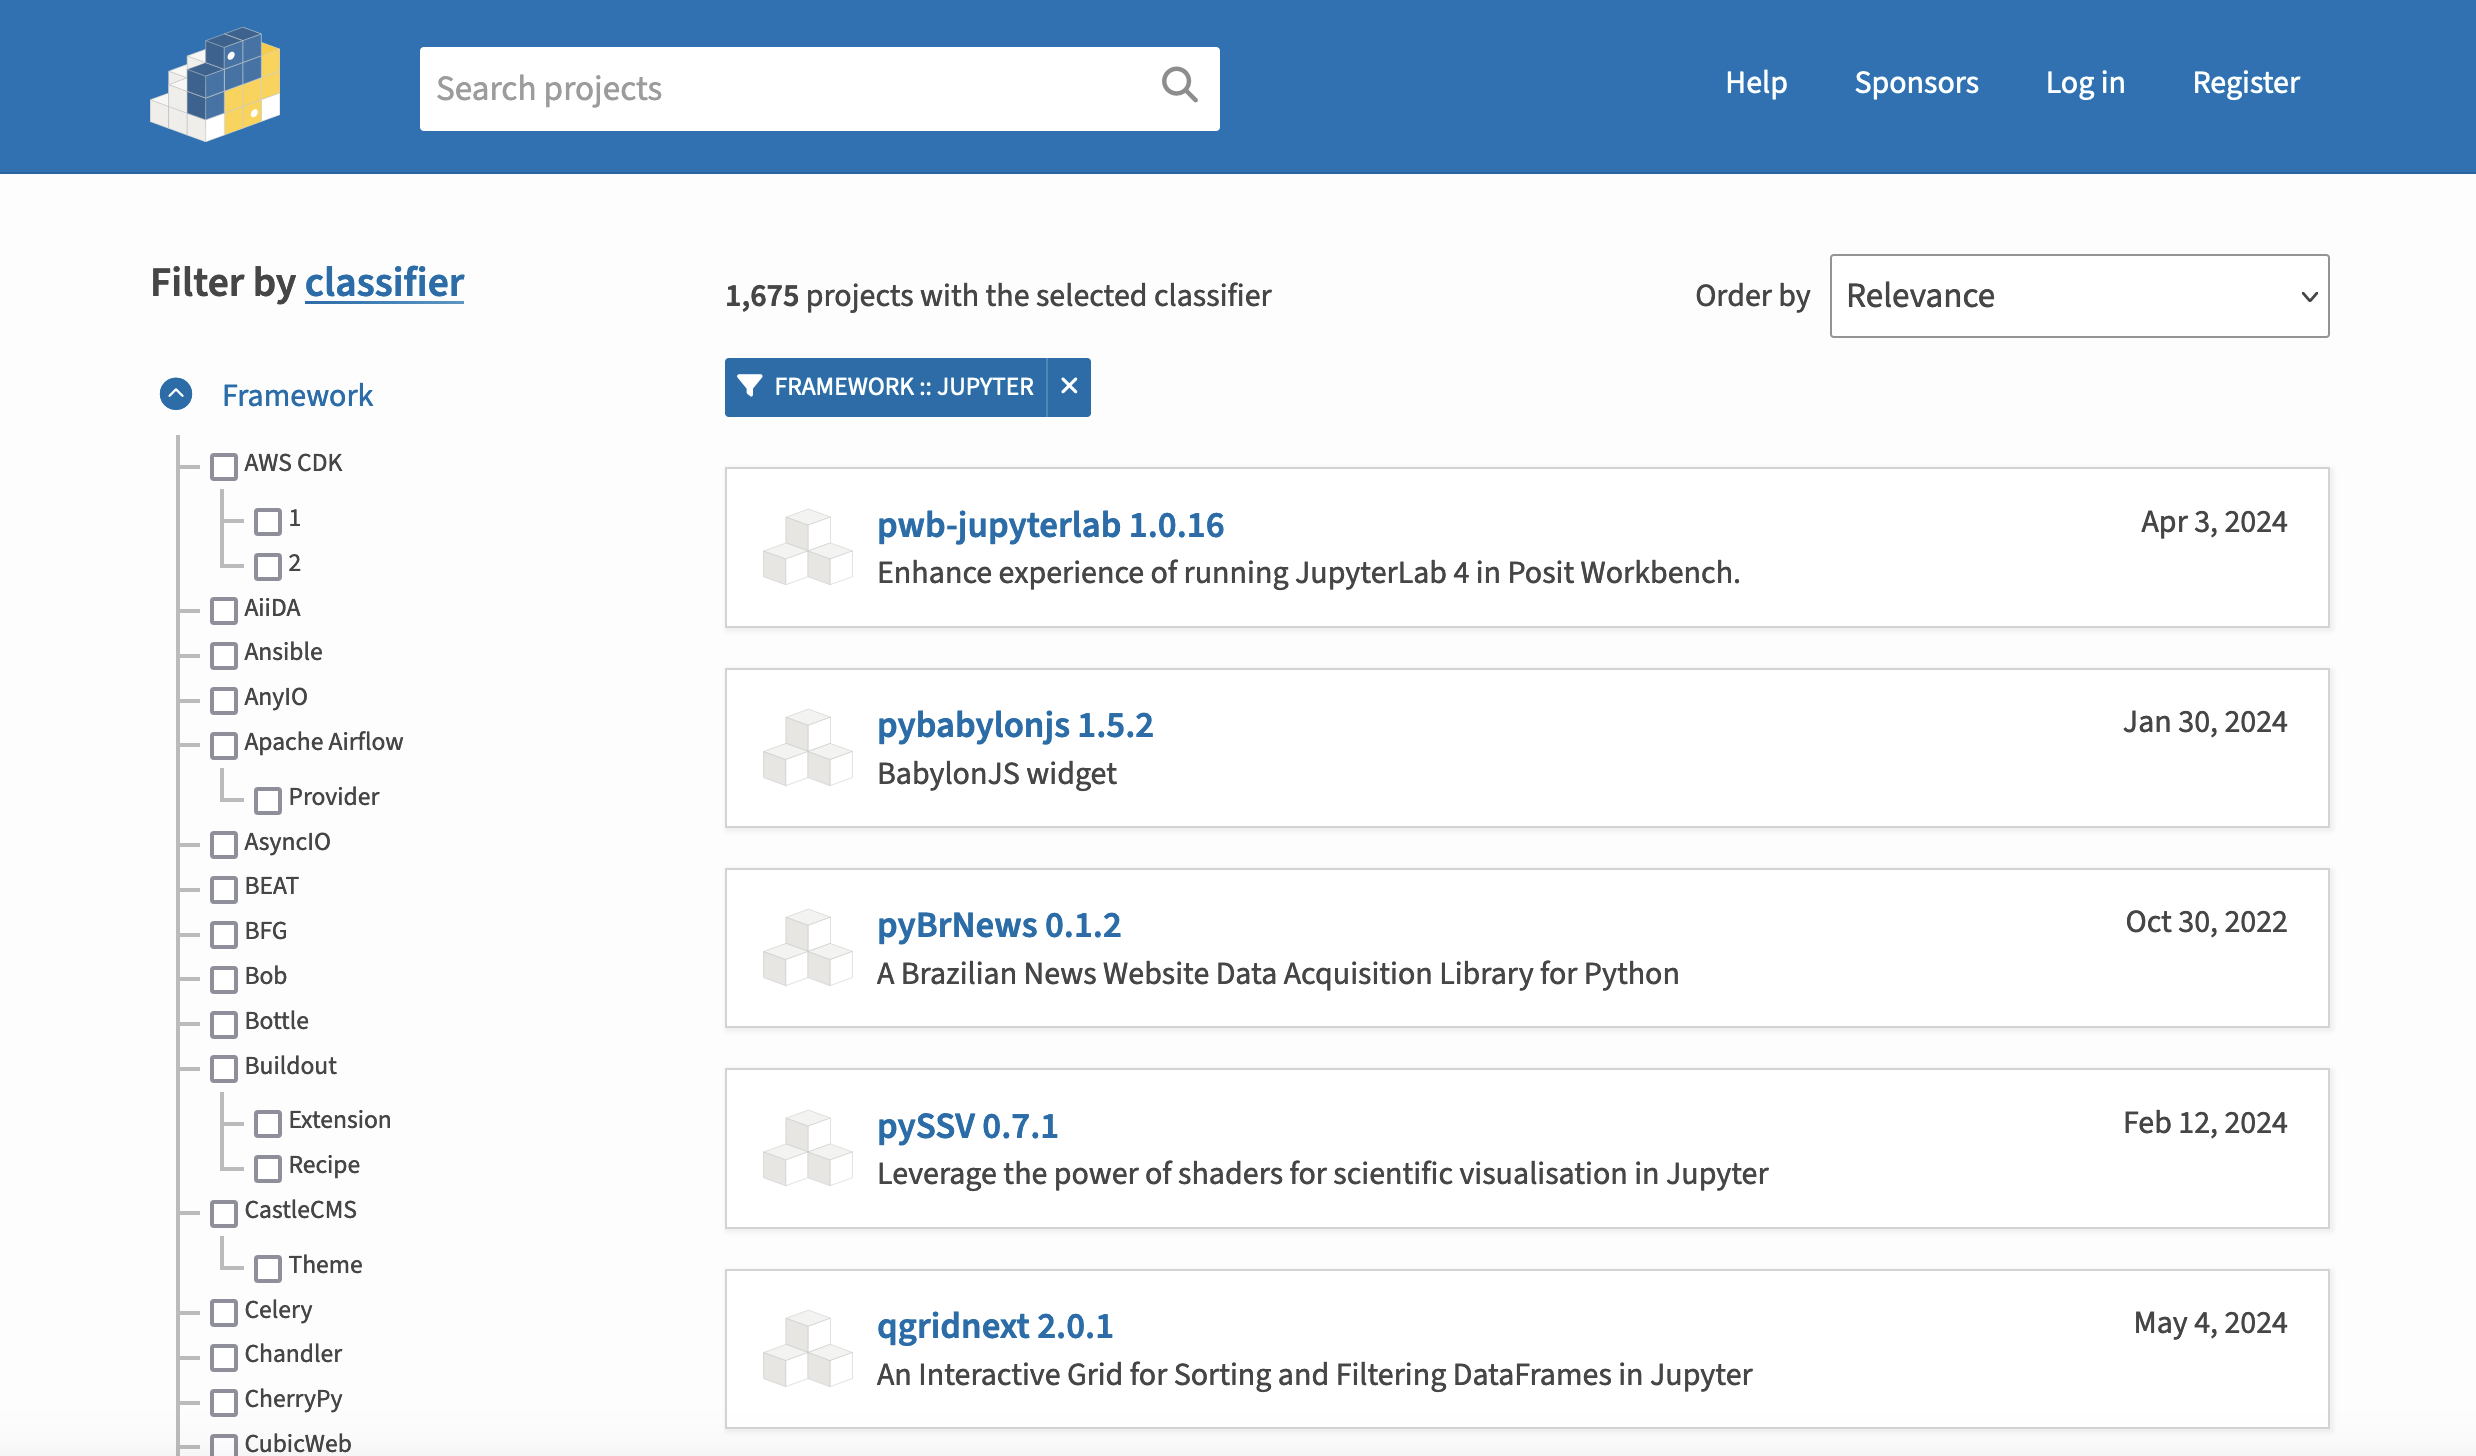 Search projects
Help
Sponsors
Log in
Register
Filter by classifier
Framework
AWS CDK
1
2
AiiDA
Ansible
AnyIO
Apache Airflow
Provider
AsyncIO
BEAT
BFG
Bob
Bottle
Buildout
Extension
Recipe
CastleCMS
Theme
Celery
Chandler
CherryPy
CubicWeb
1,675 projects with the selected classifier
Order by
Relevance
FRAMEWORK :: JUPYTER
pwb-jupyterlab 1.0.16
Apr 3, 2024
Enhance experience of running JupyterLab 4 in Posit Workbench.
pybabylonjs 1.5.2
Jan 30, 2024
BabylonJS widget
pyBrNews 0.1.2
Oct 30, 2022
A Brazilian News Website Data Acquisition Library for Python
pySSV 0.7.1
Feb 12, 2024
Leverage the power of shaders for scientific visualisation in Jupyter
qgridnext 2.0.1
May 4, 2024
An Interactive Grid for Sorting and Filtering DataFrames in Jupyter